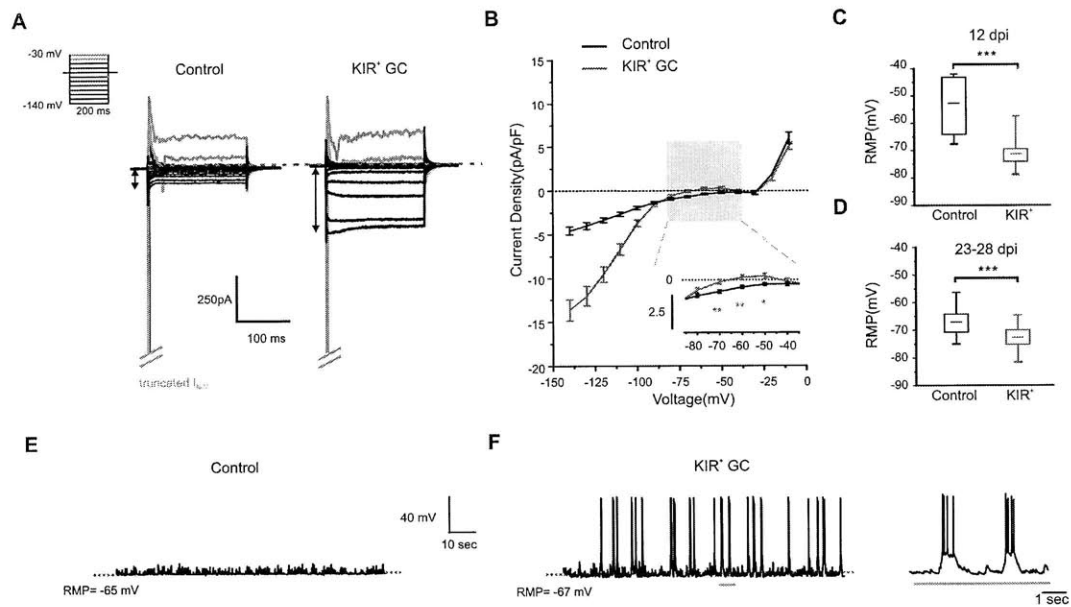 A
-30 mV
-140 mV
200 ms
Control
KIR+ GC
250pA
100 ms
truncated I
B
Control
KIR+ GC
Current Density(pA/pF)
15
10
5
0
-5
-10
-15
-20
-150 -125 -100 -75 -50 -25 0
Voltage(mV)
0
2.5
** ** *
-80 -70 -60 -50 -40
C
12 dpi
***
RMP(mV)
-40
-50
-60
-70
-80
-90
Control KIR+
D
23-28 dpi
***
RMP(mV)
-40
-50
-60
-70
-80
-90
Control KIR+
E
Control
40 mV
10 sec
RMP= -65 mV
F
KIR+ GC
RMP= -67 mV
1 sec